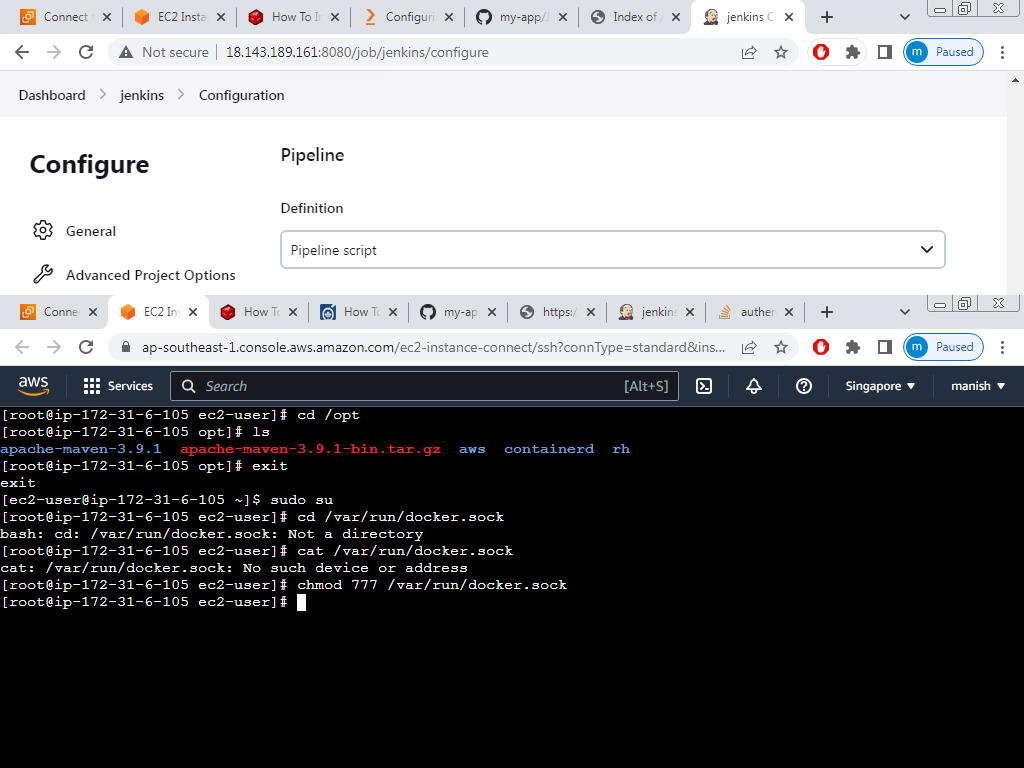 Connect
EC2 Insta
How To I
Configuri
my-app/
Index of
jenkins C
Not secure
18.143.189.161:8080/job/jenkins/configure
m Paused
Dashboard > jenkins > Configuration
Configure
Pipeline
Definition
General
Pipeline script
Advanced Project Options
Conne
EC2 In
How To
How To
my-ap
https:/
jenkin
auther
ap-southeast-1.console.aws.amazon.com/ec2-instance-connect/ssh?connType=standard&ins...
m Paused
aws Services Search [Alt+S] Singapore ▼ manish ▼
[root@ip-172-31-6-105 ec2-user]# cd /opt
[root@ip-172-31-6-105 opt]# ls
apache-maven-3.9.1 apache-maven-3.9.1-bin.tar.gz aws containerd rh
[root@ip-172-31-6-105 opt]# exit
exit
[ec2-user@ip-172-31-6-105 ~]$ sudo su
[root@ip-172-31-6-105 ec2-user]# cd /var/run/docker.sock
bash: cd: /var/run/docker.sock: Not a directory
[root@ip-172-31-6-105 ec2-user]# cat /var/run/docker.sock
cat: /var/run/docker.sock: No such device or address
[root@ip-172-31-6-105 ec2-user]# chmod 777 /var/run/docker.sock
[root@ip-172-31-6-105 ec2-user]#